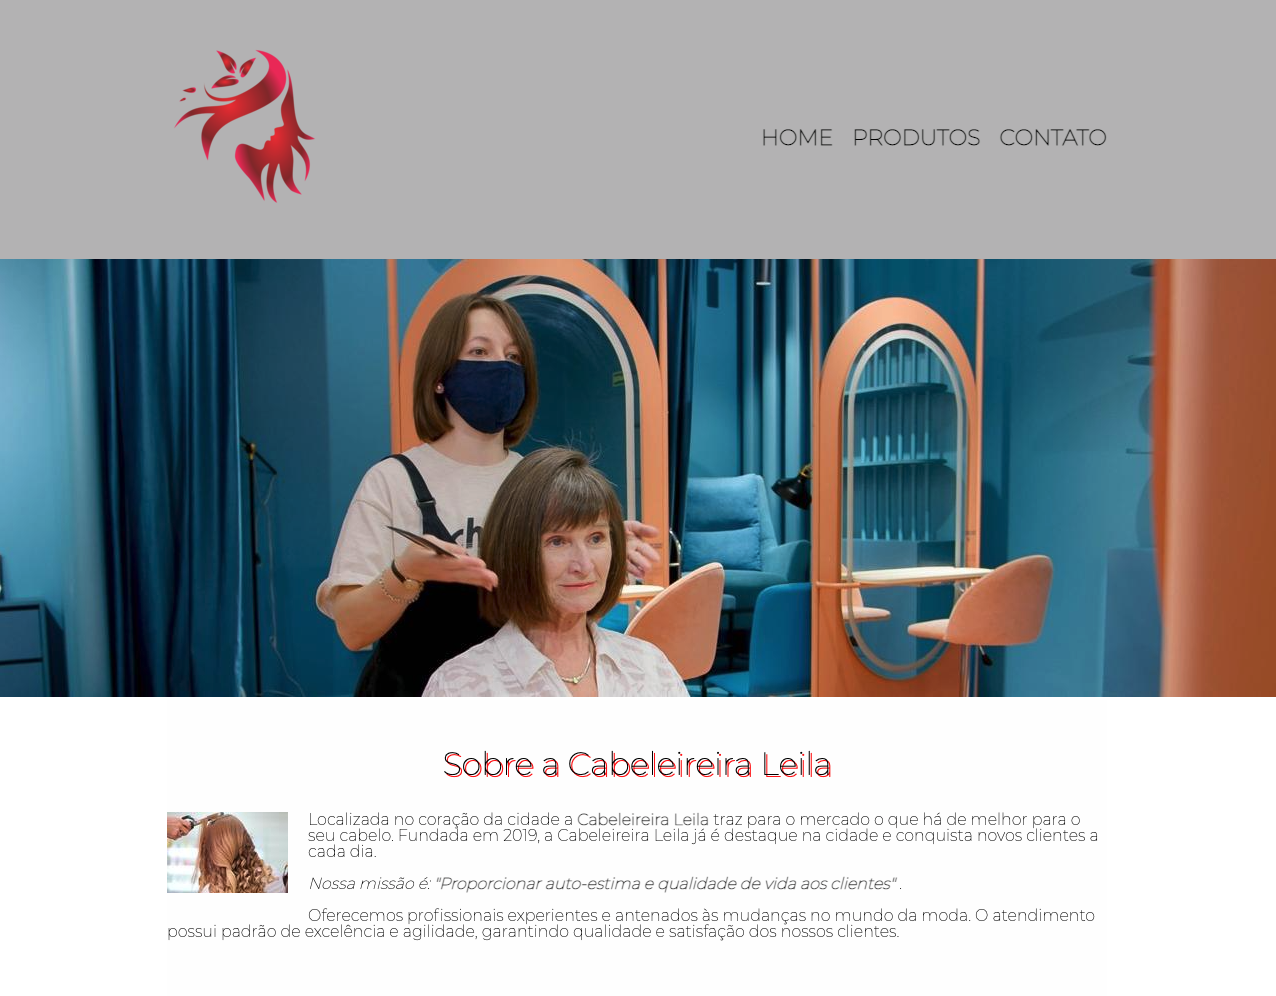 HOME PRODUTOS CONTATO
ch
Sobre a Cabeleireira Leila
Localizada no coração da cidade a Cabeleireira Leila traz para o mercado o que há de melhor para o
seu cabelo. Fundada em 2019, a Cabeleireira Leila já é destaque na cidade e conquista novos clientes a
cada dia.
Nossa missão é: "Proporcionar auto-estima e qualidade de vida aos clientes" .
Oferecemos profissionais experientes e antenados às mudanças no mundo da moda. O atendimento
possui padrão de excelência e agilidade, garantindo qualidade e satisfação dos nossos clientes.